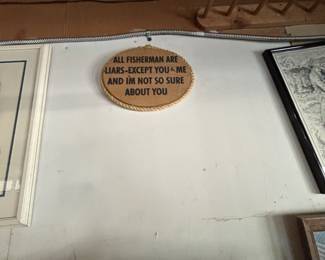 ALL FISHERMAN ARE
LIARS-EXCEPT YOU & ME
AND IM NOT SO SURE
ABOUT YOU